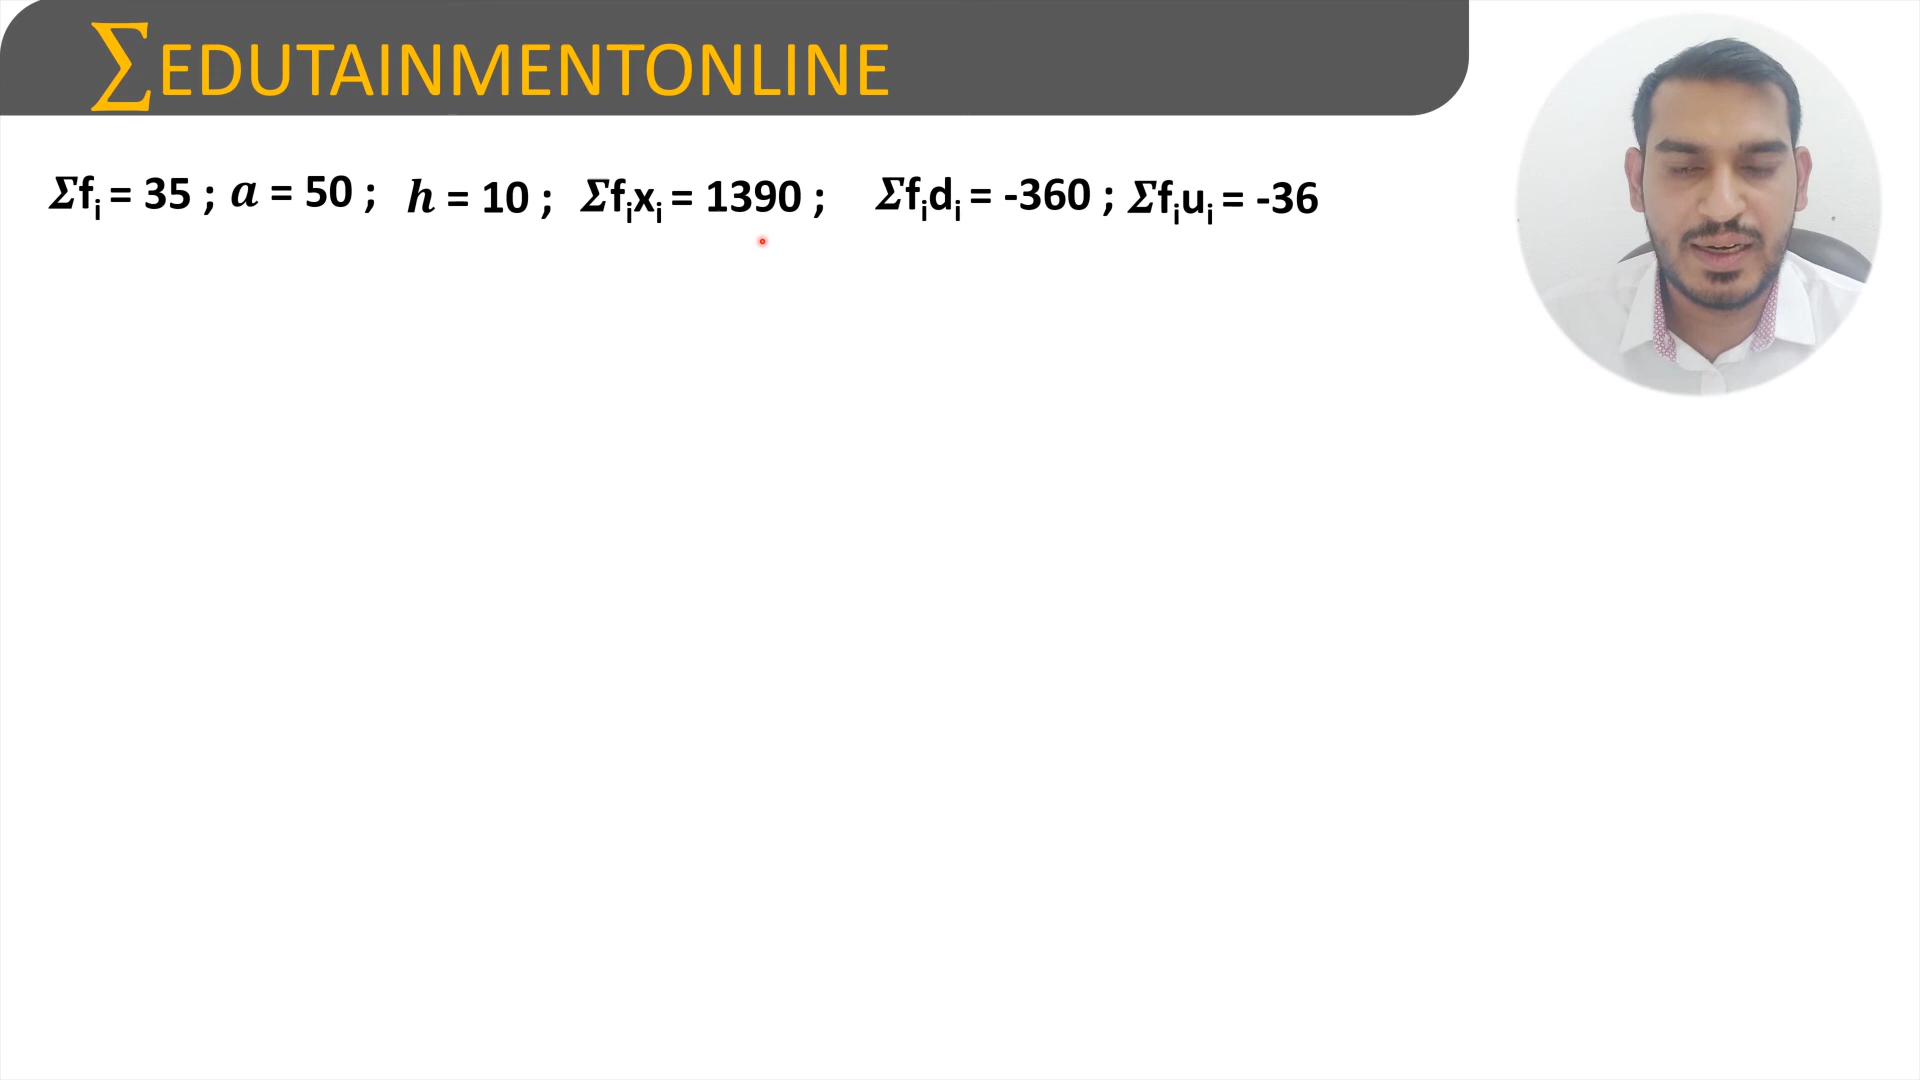 ∑EDUTAINMENTONLINE
Σfᵢ = 35 ; a = 50 ; h = 10 ; Σfᵢxᵢ = 1390 ; Σfᵢdᵢ = -360 ; Σfᵢuᵢ = -36